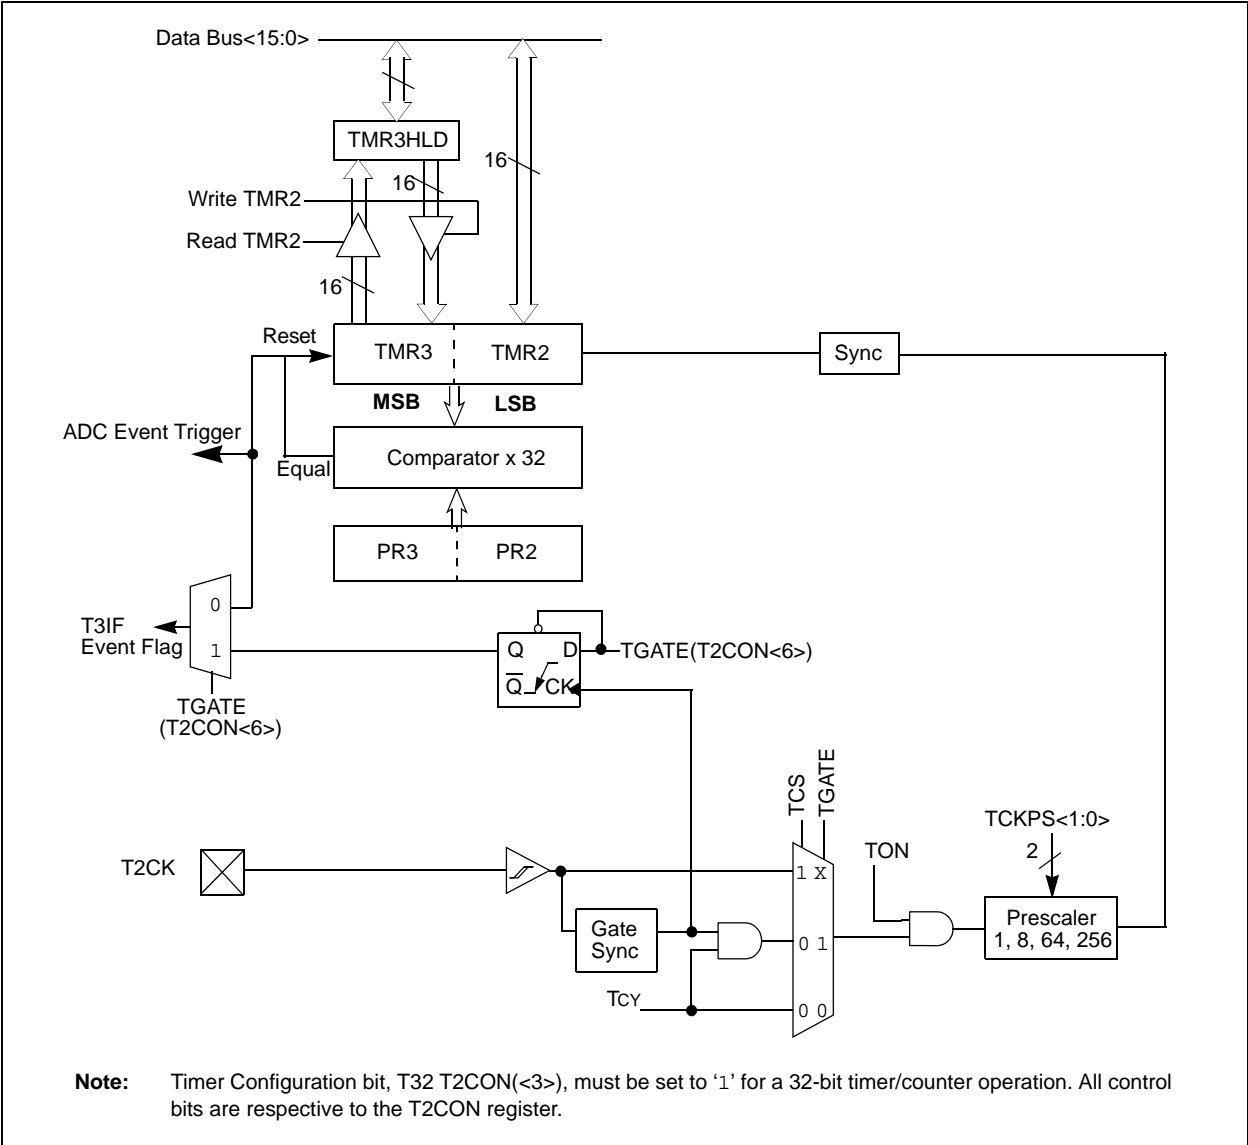 Data Bus<15:0>
TMR3HLD
16
16
Write TMR2
Read TMR2
16
Reset
TMR3
TMR2
Sync
MSB
LSB
ADC Event Trigger
Equal
Comparator x 32
PR3
PR2
0
T3IF
Event Flag
1
Q
D
TGATE(T2CON<6>)
Q̅
CK
TGATE
(T2CON<6>)
TCS
TGATE
TCKPS<1:0>
2
TON
T2CK
1 X
Gate
Sync
0 1
Prescaler
1, 8, 64, 256
TCY
0 0
Note: Timer Configuration bit, T32 T2CON(<3>), must be set to ‘1’ for a 32-bit timer/counter operation. All control
bits are respective to the T2CON register.